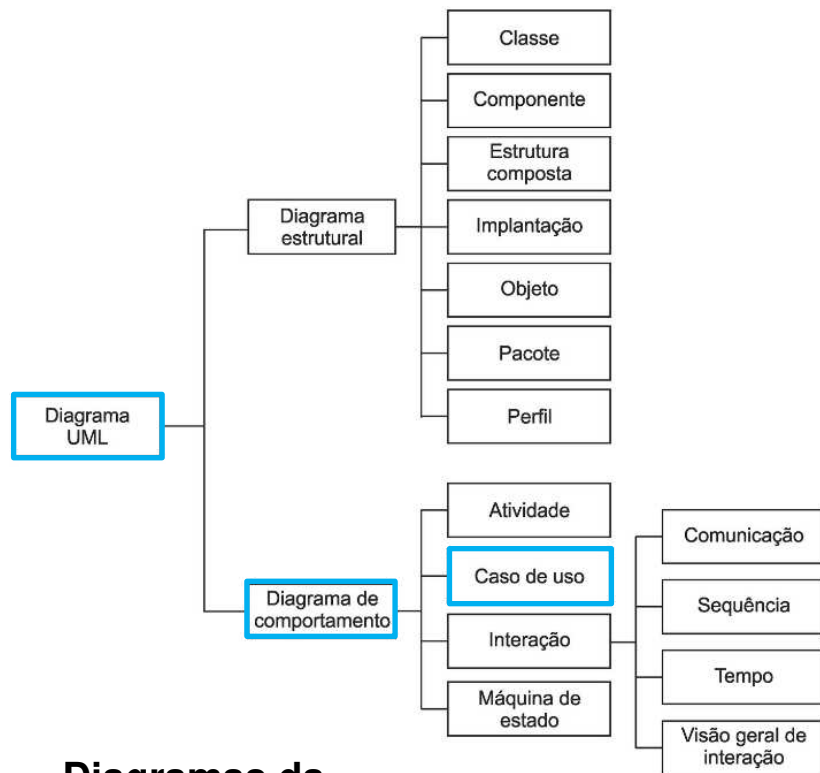 Classe
Componente
Estrutura
composta
Diagrama
estrutural
Implantação
Objeto
Pacote
Perfil
Diagrama
UML
Atividade
Caso de uso
Diagrama de
comportamento
Interação
Máquina de
estado
Comunicação
Sequência
Tempo
Visão geral de
interação
Diagramas da